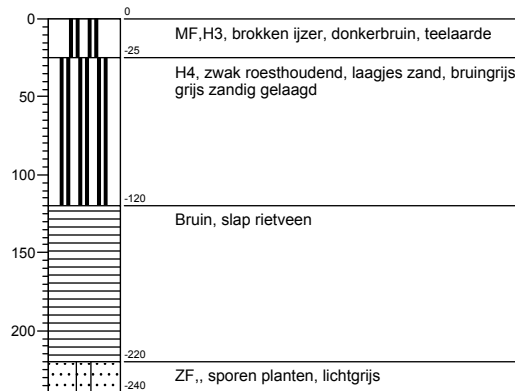 0
0
MF,H3, brokken ijzer, donkerbruin, teelaarde
-25
H4, zwak roesthoudend, laagjes zand, bruingrijs
grijs zandig gelaagd
50
100
-120
Bruin, slap rietveen
150
200
-220
ZF,, sporen planten, lichtgrijs
-240